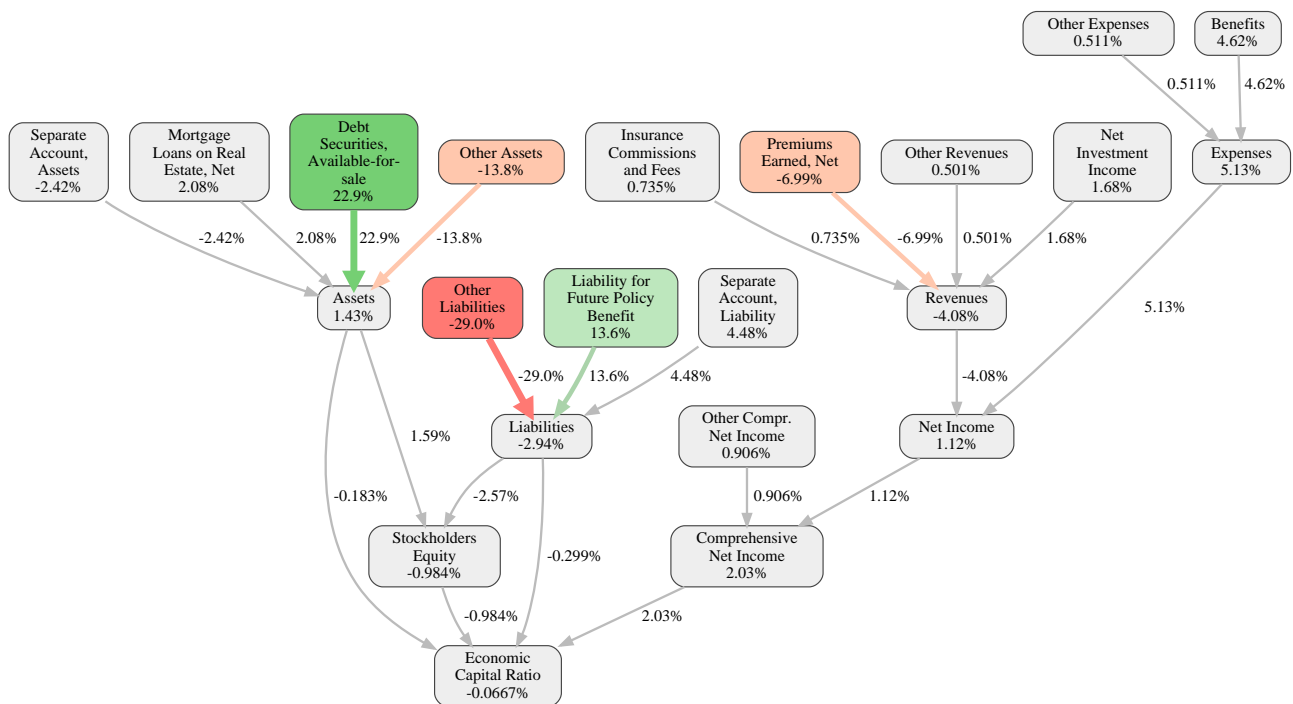 Other Expenses
0.511%
Benefits
4.62%
0.511%
4.62%
Separate
Account,
Assets
-2.42%
Mortgage
Loans on Real
Estate, Net
2.08%
Debt
Securities,
Available-for-
sale
22.9%
Other Assets
-13.8%
Insurance
Commissions
and Fees
0.735%
Premiums
Earned, Net
-6.99%
Other Revenues
0.501%
Net
Investment
Income
1.68%
Expenses
5.13%
-2.42%
2.08%
22.9%
-13.8%
0.735%
-6.99%
0.501%
1.68%
Assets
1.43%
Other
Liabilities
-29.0%
Liability for
Future Policy
Benefit
13.6%
Separate
Account,
Liability
4.48%
Revenues
-4.08%
5.13%
-29.0%
13.6%
4.48%
-4.08%
1.59%
Liabilities
-2.94%
Other Compr.
Net Income
0.906%
Net Income
1.12%
-0.183%
-2.57%
0.906%
1.12%
Stockholders
Equity
-0.984%
-0.299%
Comprehensive
Net Income
2.03%
-0.984%
2.03%
Economic
Capital Ratio
-0.0667%